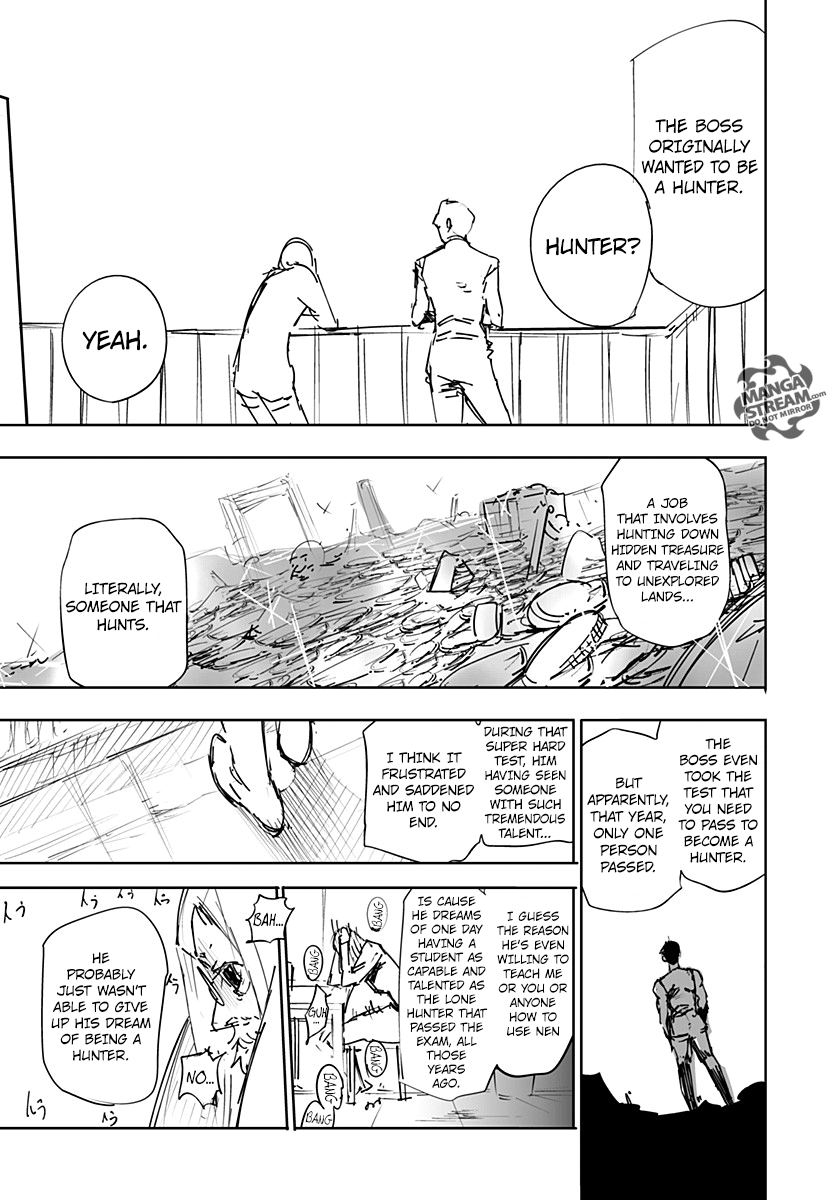 THE BOSS
ORIGINALLY
WANTED TO BE
A HUNTER.
HUNTER?
YEAH.
MANGA
STREAM.com
DO NOT MIRROR
A JOB
THAT INVOLVES
HUNTING DOWN
HIDDEN TREASURE
AND TRAVELING
TO UNEXPLORED
LANDS...
LITERALLY,
SOMEONE THAT
HUNTS.
THE
BOSS EVEN
TOOK THE
TEST THAT
YOU NEED
TO PASS TO
BECOME A
HUNTER.
BUT
APPARENTLY,
THAT YEAR,
ONLY ONE
PERSON
PASSED.
DURING THAT
SUPER HARD
TEST, HIM
HAVING SEEN
SOMEONE
WITH SUCH
TREMENDOUS
TALENT...
I THINK IT
FRUSTRATED
AND SADDENED
HIM TO NO
END.
I GUESS
THE REASON
HE'S EVEN
WILLING TO
TEACH ME
OR YOU OR
ANYONE
HOW TO
USE NEN
IS CAUSE
HE DREAMS
OF ONE DAY
HAVING A
STUDENT AS
CAPABLE AND
TALENTED AS
THE LONE
HUNTER THAT
PASSED THE
EXAM, ALL
THOSE
YEARS
AGO.
BANG
BANG
GUH
...
BANG
BANG
BANG
BAH...
HE
PROBABLY
JUST WASN'T
ABLE TO GIVE
UP HIS DREAM
OF BEING A
HUNTER.
NO...